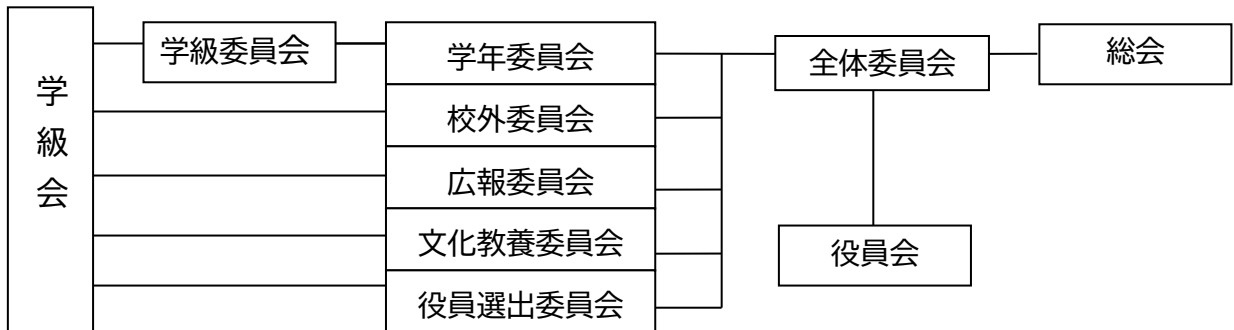 学級会
学級委員会
学年委員会
校外委員会
広報委員会
文化教養委員会
役員選出委員会
全体委員会
総会
役員会